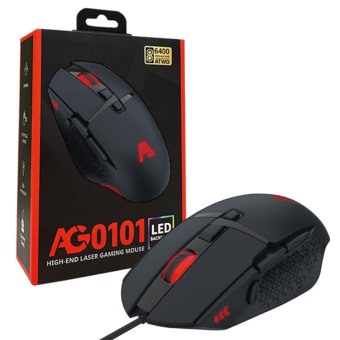 6400
ATWO
A
AG0101
LED
HIGH-END LASER GAMING MOUSE